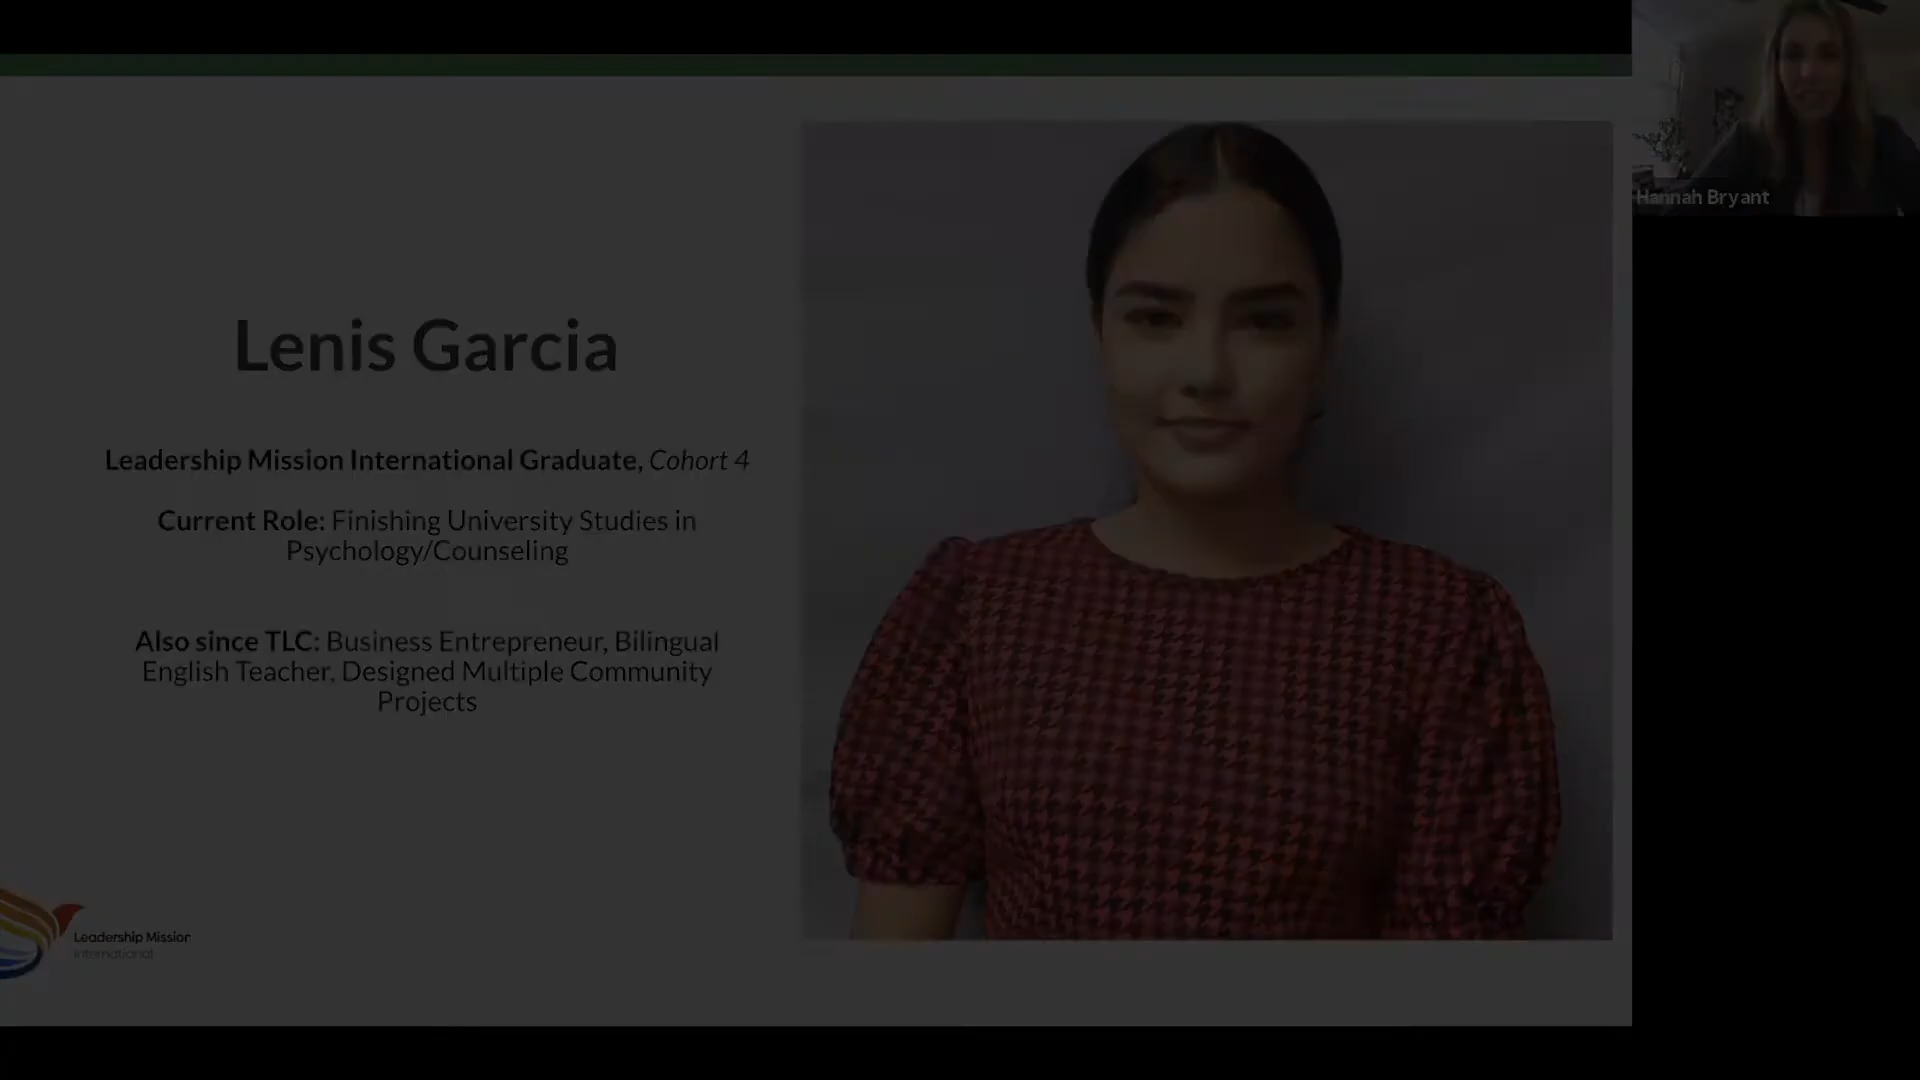 Hannah Bryant
Lenis Garcia
Leadership Mission International Graduate, Cohort 4
Current Role: Finishing University Studies in
Psychology/Counseling
Also since TLC: Business Entrepreneur, Bilingual
English Teacher. Designed Multiple Community
Projects
Leadership Mission
International